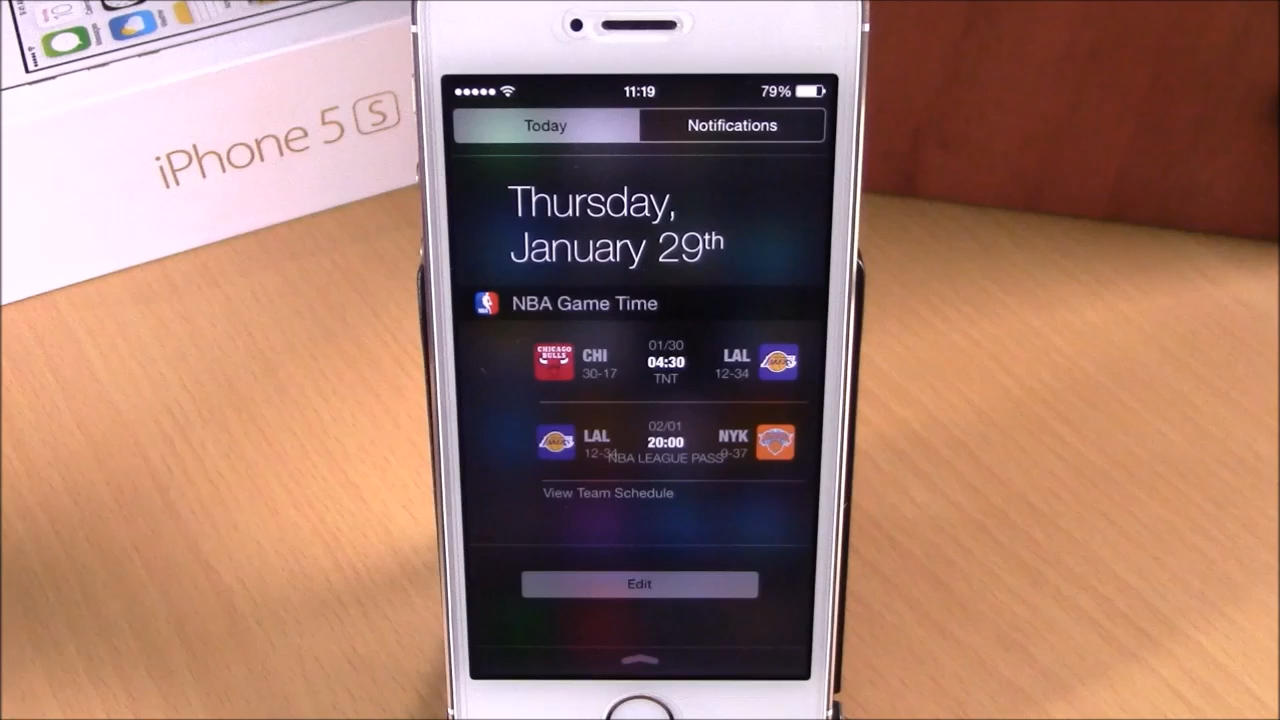 iPhone 5 S
11:19
79%
Today
Notifications
Thursday,
January 29th
NBA Game Time
CHICAGO
BULLS
CHI
30-17
01/30
04:30
TNT
LAL
12-34
LAL
12-34
02/01
20:00
NBA LEAGUE PASS
NYK
9-37
View Team Schedule
Edit